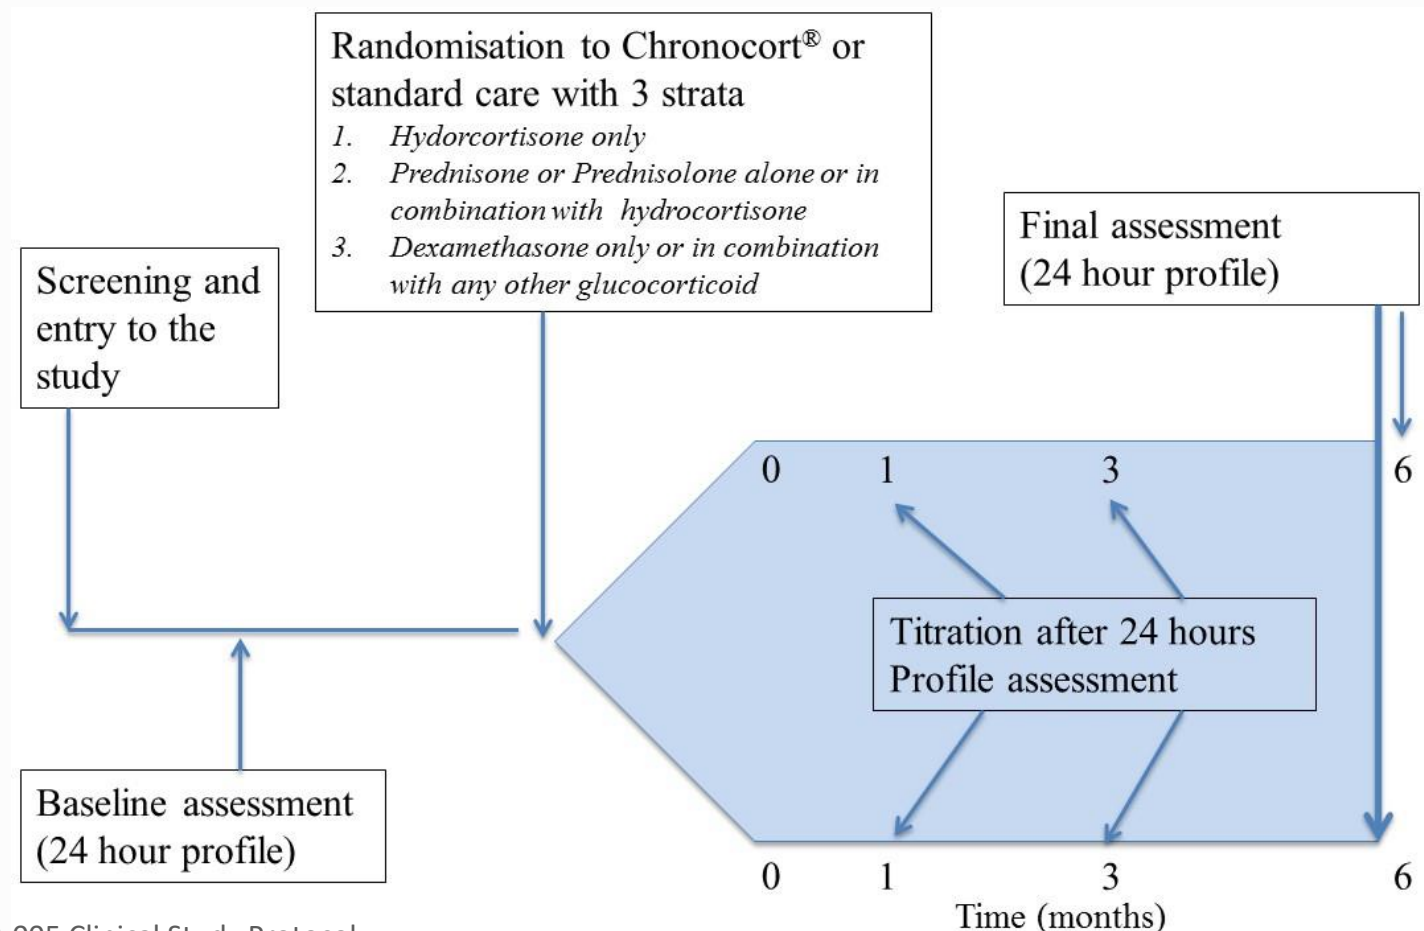 Randomisation to Chronocort® or
standard care with 3 strata
1. Hydorcortisone only
2. Prednisone or Prednisolone alone or in
combination with hydrocortisone
3. Dexamethasone only or in combination
with any other glucocorticoid
Final assessment
(24 hour profile)
Screening and
entry to the
study
0 1 3 6
Titration after 24 hours
Profile assessment
Baseline assessment
(24 hour profile)
0 1 3 6
Time (months)
Clinical Study Protocol